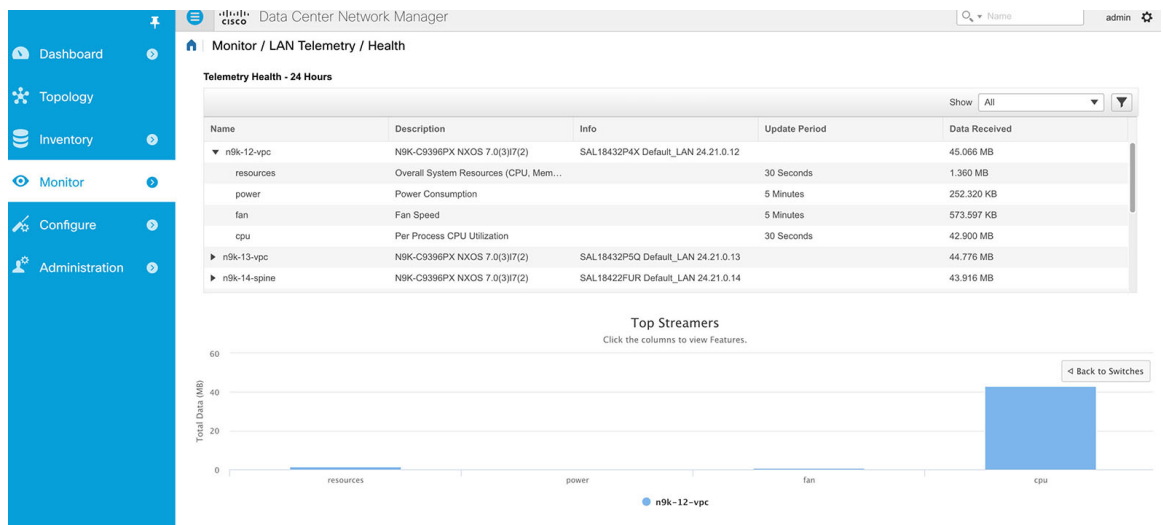 cisco Data Center Network Manager
Name
admin
Dashboard
Topology
Inventory
Monitor
Configure
Administration
Monitor / LAN Telemetry / Health
Telemetry Health - 24 Hours
Show All
Name Description Info Update Period Data Received
n9k-12-vpc N9K-C9396PX NXOS 7.0(3)I7(2) SAL18432P4X Default_LAN 24.21.0.12 45.066 MB
resources Overall System Resources (CPU, Mem... 30 Seconds 1.360 MB
power Power Consumption 5 Minutes 252.320 KB
fan Fan Speed 5 Minutes 573.597 KB
cpu Per Process CPU Utilization 30 Seconds 42.900 MB
n9k-13-vpc N9K-C9396PX NXOS 7.0(3)I7(2) SAL18432P5Q Default_LAN 24.21.0.13 44.776 MB
n9k-14-spine N9K-C9396PX NXOS 7.0(3)I7(2) SAL18422FUR Default_LAN 24.21.0.14 43.916 MB
Top Streamers
Click the columns to view Features.
Back to Switches
Total Data (MB)
60
40
20
0
resources power fan cpu
n9k-12-vpc